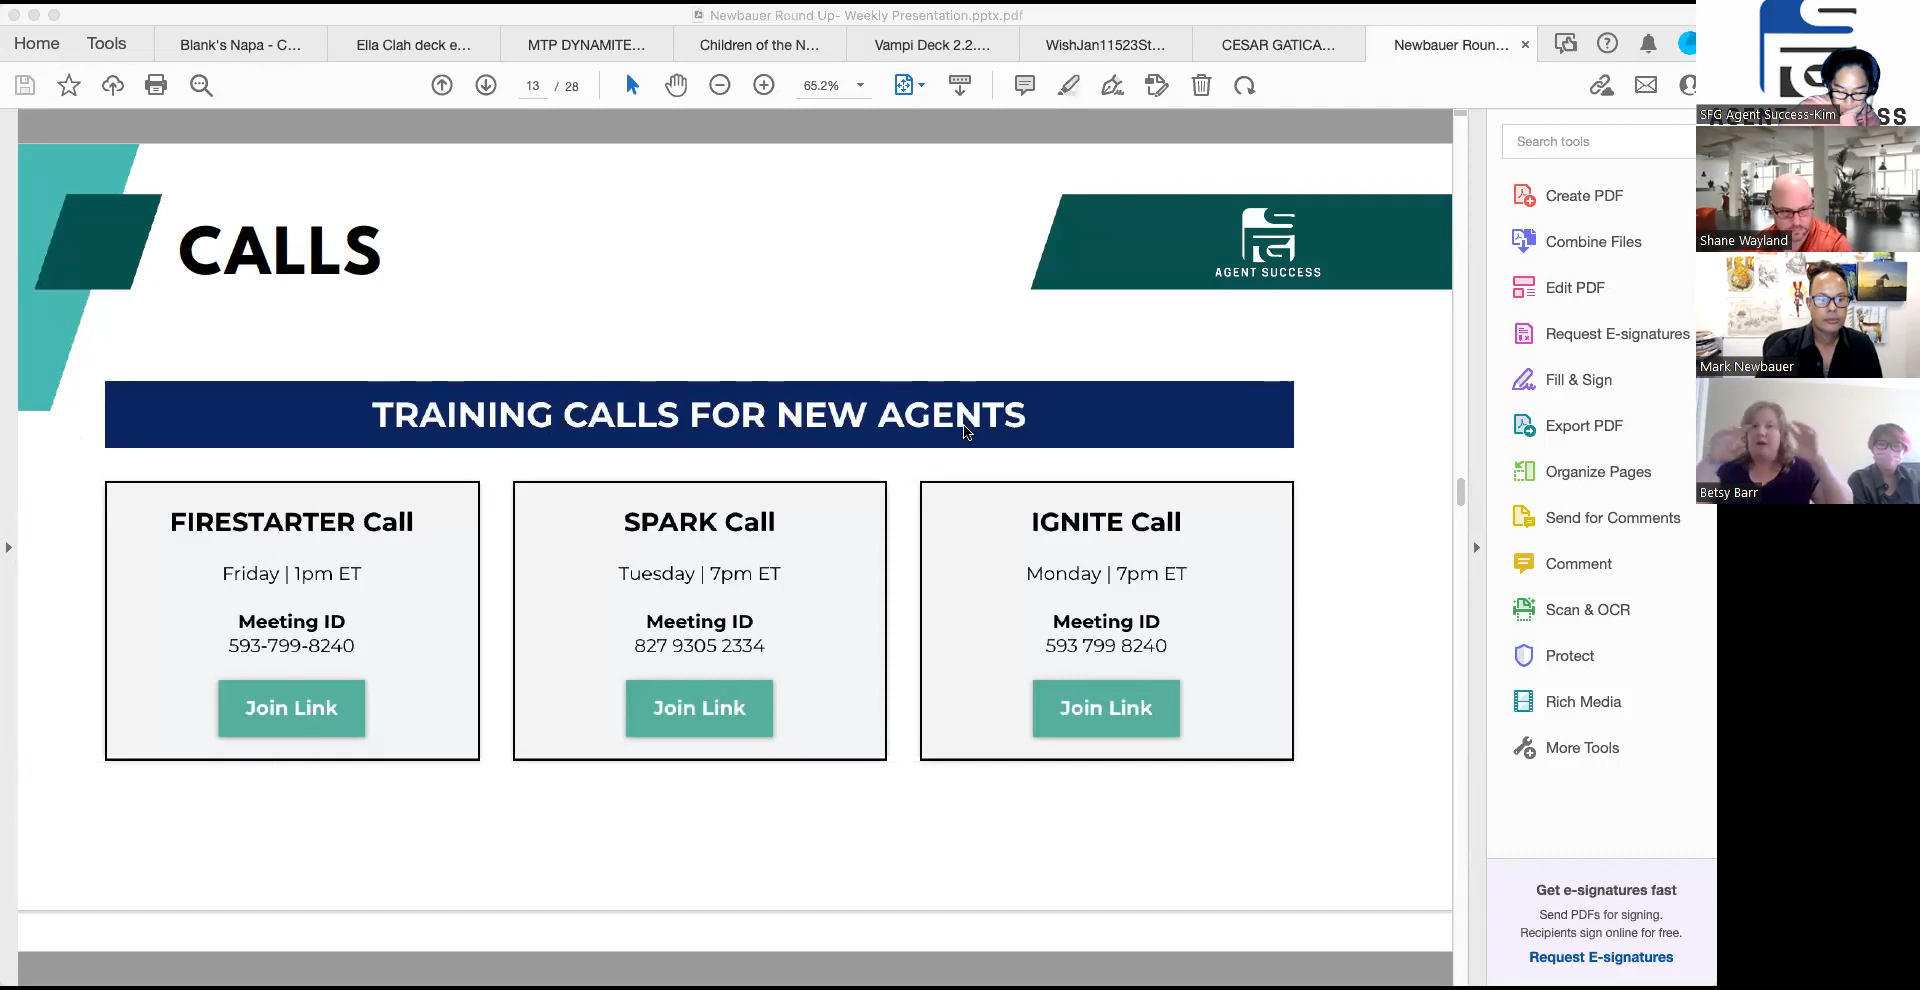 Newbauer Round Up- Weekly Presentation.pptx.pdf
Home
Tools
Blank's Napa - C...
Ella Clah deck e...
MTP DYNAMITE...
Children of the N...
Vampi Deck 2.2....
WishJan11523St...
CESAR GATICA...
Newbauer Roun...
13 / 28
65.2%
CALLS
AGENT SUCCESS
TRAINING CALLS FOR NEW AGENTS
FIRESTARTER Call
Friday | 1pm ET
Meeting ID
593-799-8240
Join Link
SPARK Call
Tuesday | 7pm ET
Meeting ID
827 9305 2334
Join Link
IGNITE Call
Monday | 7pm ET
Meeting ID
593 799 8240
Join Link
Search tools
Create PDF
Combine Files
Edit PDF
Request E-signatures
Fill & Sign
Export PDF
Organize Pages
Send for Comments
Comment
Scan & OCR
Protect
Rich Media
More Tools
Get e-signatures fast
Send PDFs for signing.
Recipients sign online for free.
Request E-signatures
SFG Agent Success-Kim
Shane Wayland
Mark Newbauer
Betsy Barr